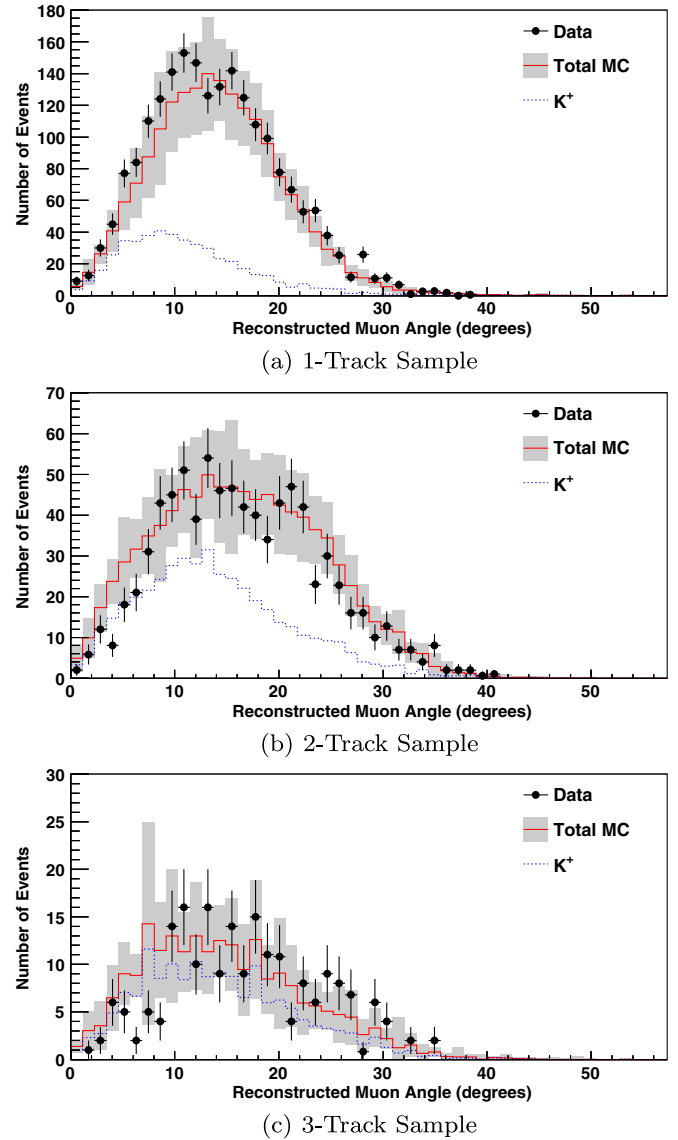 180
160
140
120
100
80
60
40
20
0
Number of Events
Data
Total MC
K+
0 10 20 30 40 50
Reconstructed Muon Angle (degrees)
(a) 1-Track Sample
70
60
50
40
30
20
10
0
Number of Events
Data
Total MC
K+
0 10 20 30 40 50
Reconstructed Muon Angle (degrees)
(b) 2-Track Sample
30
25
20
15
10
5
0
Number of Events
Data
Total MC
K+
0 10 20 30 40 50
Reconstructed Muon Angle (degrees)
(c) 3-Track Sample